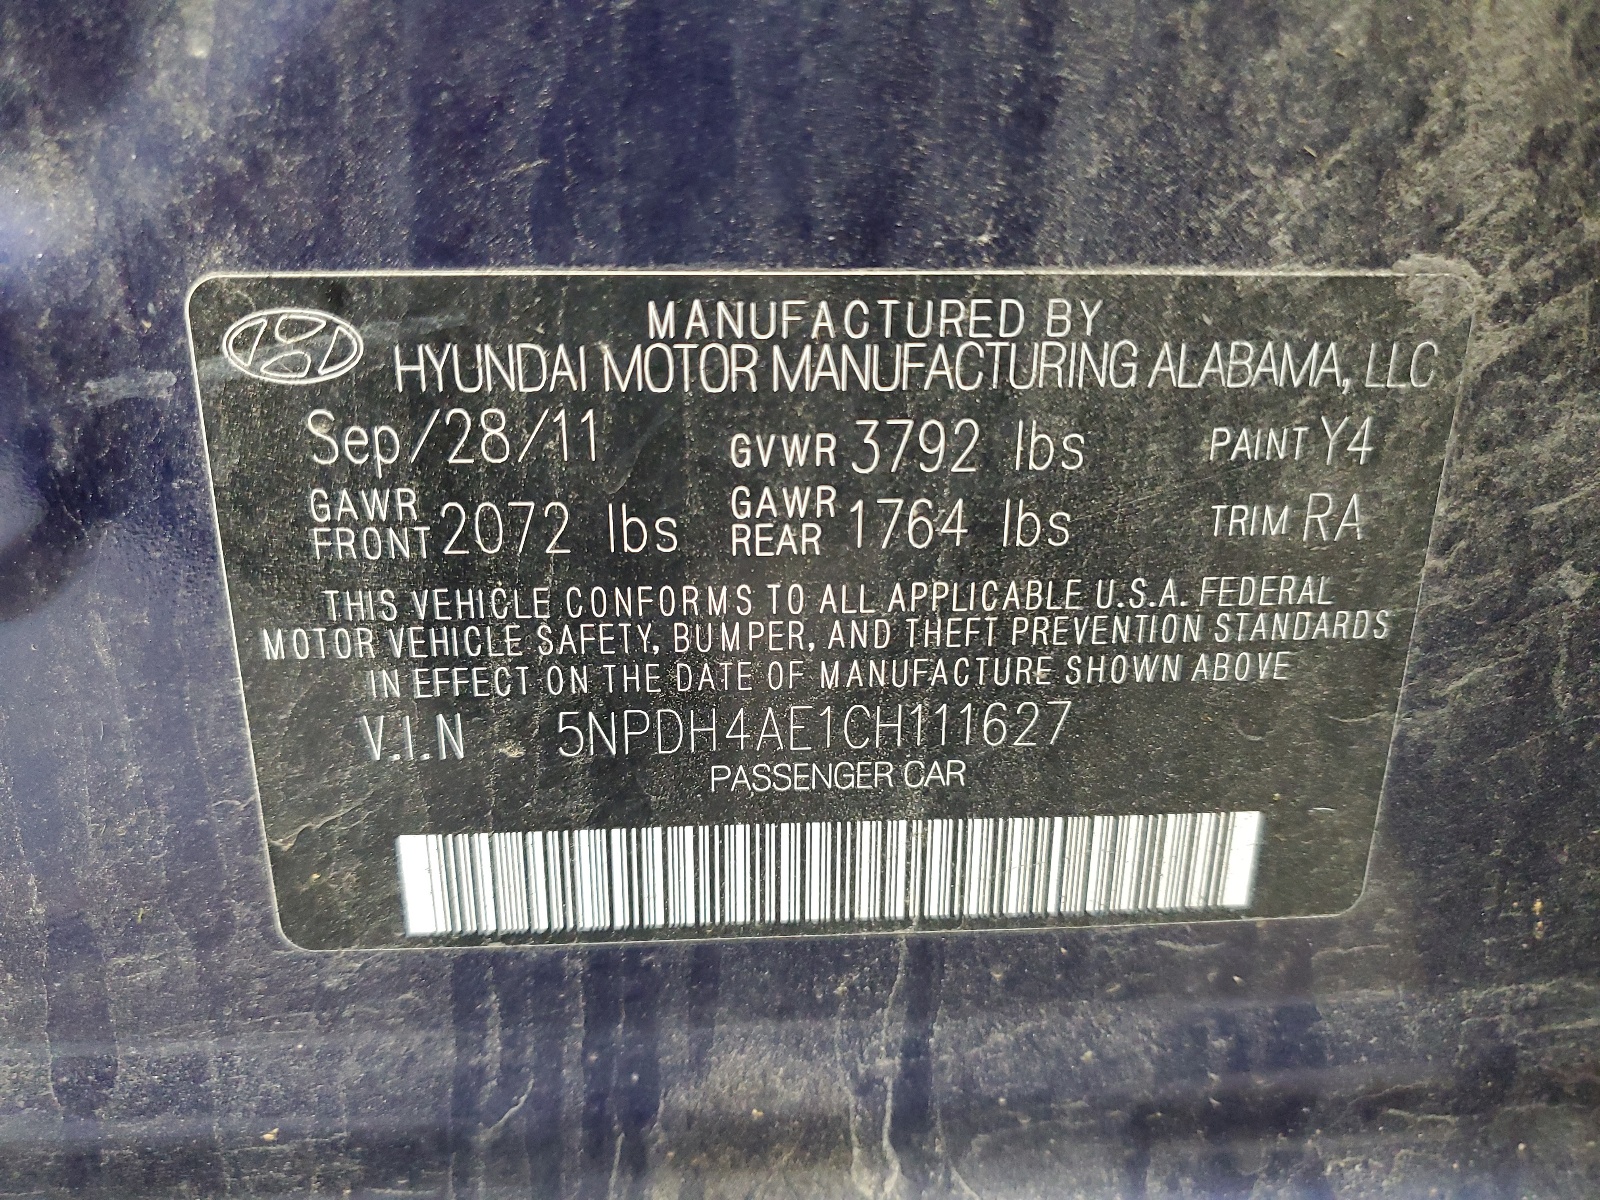 MANUFACTURED BY
HYUNDAI MOTOR MANUFACTURING ALABAMA, LLC
Sep/28/11 GVWR 3792 lbs PAINT Y4
GAWR FRONT 2072 lbs GAWR REAR 1764 lbs TRIM RA
THIS VEHICLE CONFORMS TO ALL APPLICABLE U.S.A. FEDERAL
MOTOR VEHICLE SAFETY, BUMPER, AND THEFT PREVENTION STANDARDS
IN EFFECT ON THE DATE OF MANUFACTURE SHOWN ABOVE
V.I.N 5NPDH4AE1CH111627
PASSENGER CAR